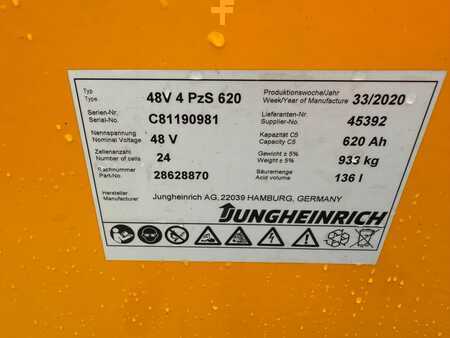 Typ
Type
48V 4 PzS 620
Produktionswoche/Jahr
Week/Year of Manufacture
33/2020
Serien-Nr.
Serial-No.
C81190981
Lieferanten-Nr.
Supplier-No.
45392
Nennspannung
Nominal Voltage
48 V
Kapazität C5
Capacity C5
620 Ah
Zellenanzahl
Number of cells
24
Gewicht ± 5%
Weight ± 5%
933 kg
Sachnummer
Part-No.
28628870
Säuremenge
Acid volume
136 l
Hersteller
Manufacturer
Jungheinrich AG, 22039 HAMBURG, GERMANY
JUNGHEINRICH